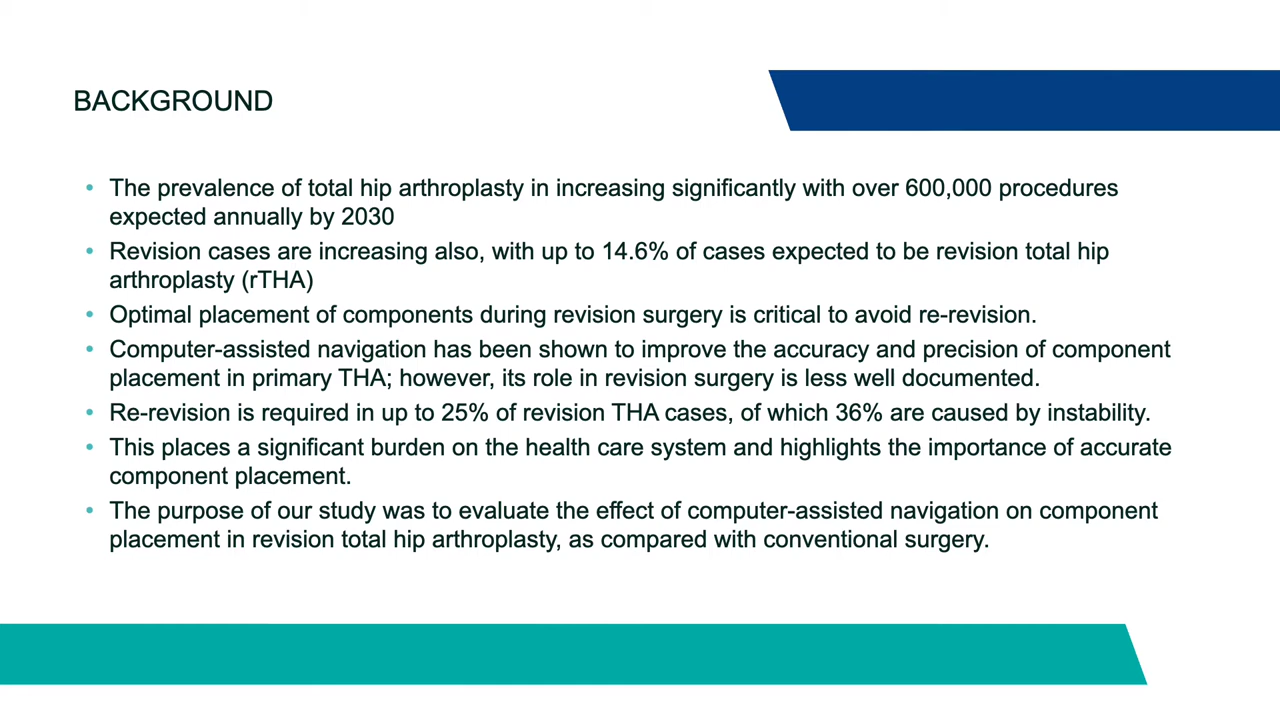 BACKGROUND
• The prevalence of total hip arthroplasty in increasing significantly with over 600,000 procedures
expected annually by 2030
• Revision cases are increasing also, with up to 14.6% of cases expected to be revision total hip
arthroplasty (rTHA)
• Optimal placement of components during revision surgery is critical to avoid re-revision.
• Computer-assisted navigation has been shown to improve the accuracy and precision of component
placement in primary THA; however, its role in revision surgery is less well documented.
• Re-revision is required in up to 25% of revision THA cases, of which 36% are caused by instability.
• This places a significant burden on the health care system and highlights the importance of accurate
component placement.
• The purpose of our study was to evaluate the effect of computer-assisted navigation on component
placement in revision total hip arthroplasty, as compared with conventional surgery.